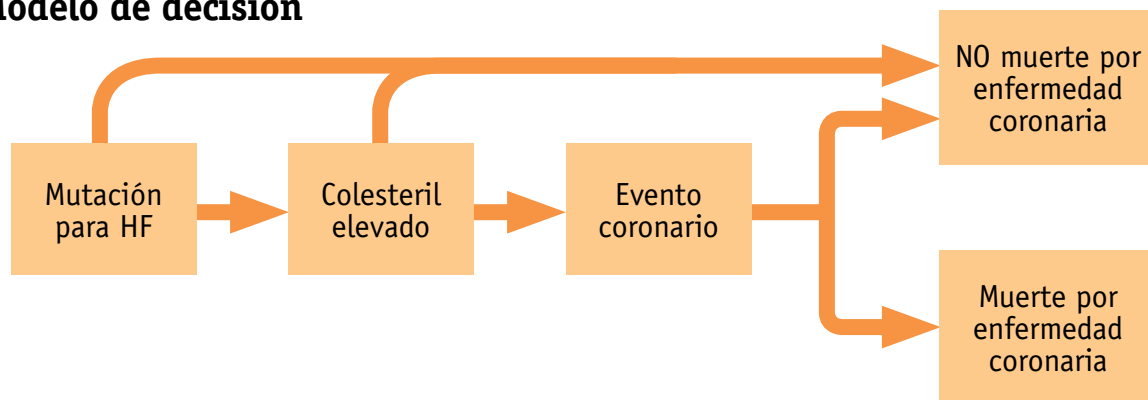 odelo de decisión
NO muerte por
enfermedad
coronaria
Mutación
para HF
Colesteril
elevado
Evento
coronario
Muerte por
enfermedad
coronaria